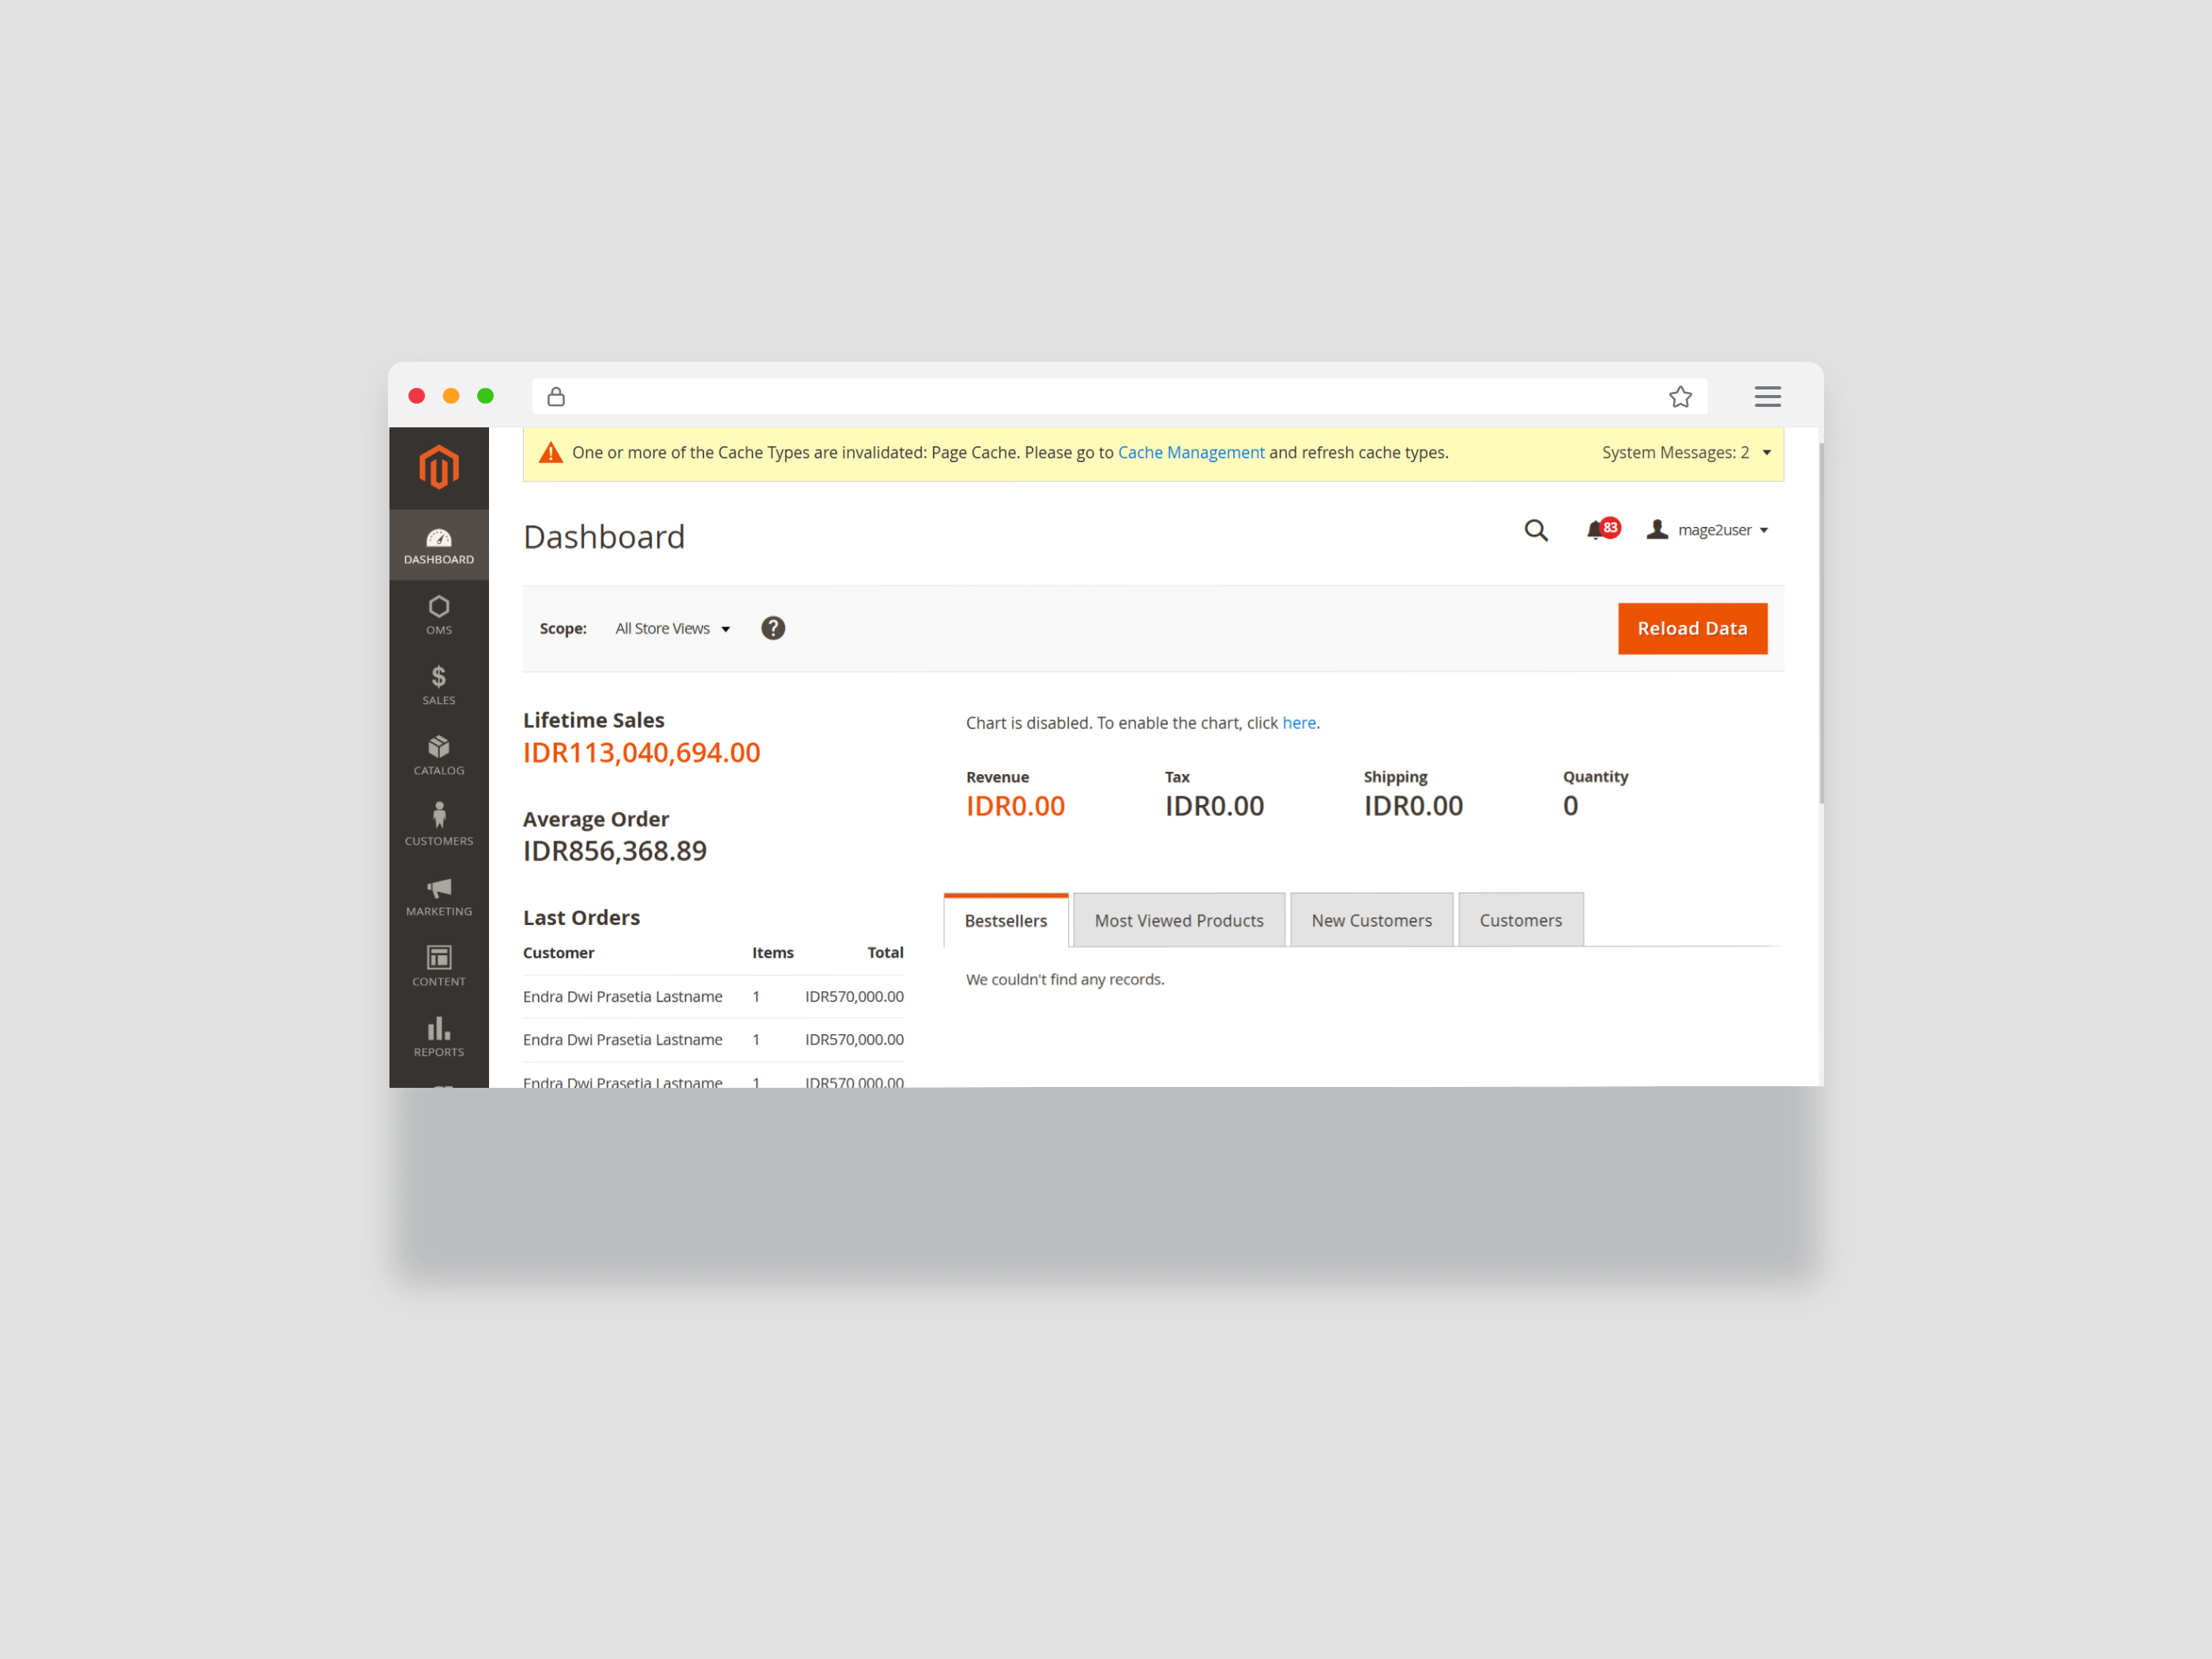 One or more of the Cache Types are invalidated: Page Cache. Please go to Cache Management and refresh cache types. System Messages: 2
Dashboard
83
mage2user
DASHBOARD
OMS
SALES
CATALOG
CUSTOMERS
MARKETING
CONTENT
REPORTS
Scope: All Store Views ?
Reload Data
Lifetime Sales
IDR113,040,694.00
Average Order
IDR856,368.89
Last Orders
Customer Items Total
Endra Dwi Prasetia Lastname 1 IDR570,000.00
Endra Dwi Prasetia Lastname 1 IDR570,000.00
Endra Dwi Prasetia Lastname 1 IDR570,000.00
Chart is disabled. To enable the chart, click here.
Revenue Tax Shipping Quantity
IDR0.00 IDR0.00 IDR0.00 0
Bestsellers Most Viewed Products New Customers Customers
We couldn't find any records.